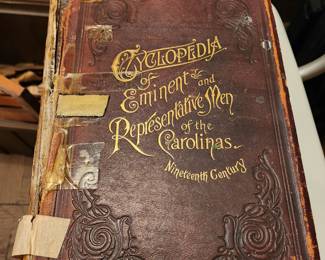 Cyclopedia
of
Eminent and
Representative Men
of the
Carolinas
Nineteenth Century